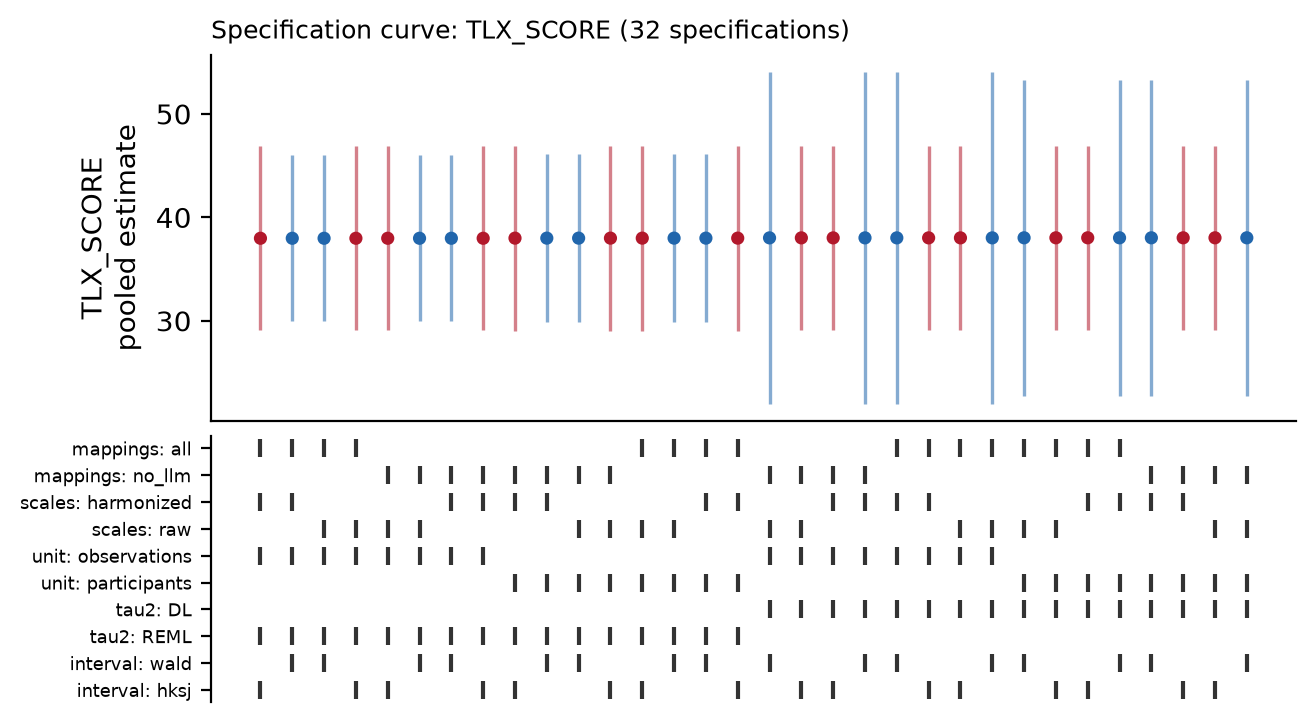 Specification curve: TLX_SCORE (32 specifications)
TLX_SCORE
pooled estimate
50
40
30
mappings: all
mappings: no_llm
scales: harmonized
scales: raw
unit: observations
unit: participants
tau2: DL
tau2: REML
interval: wald
interval: hksj